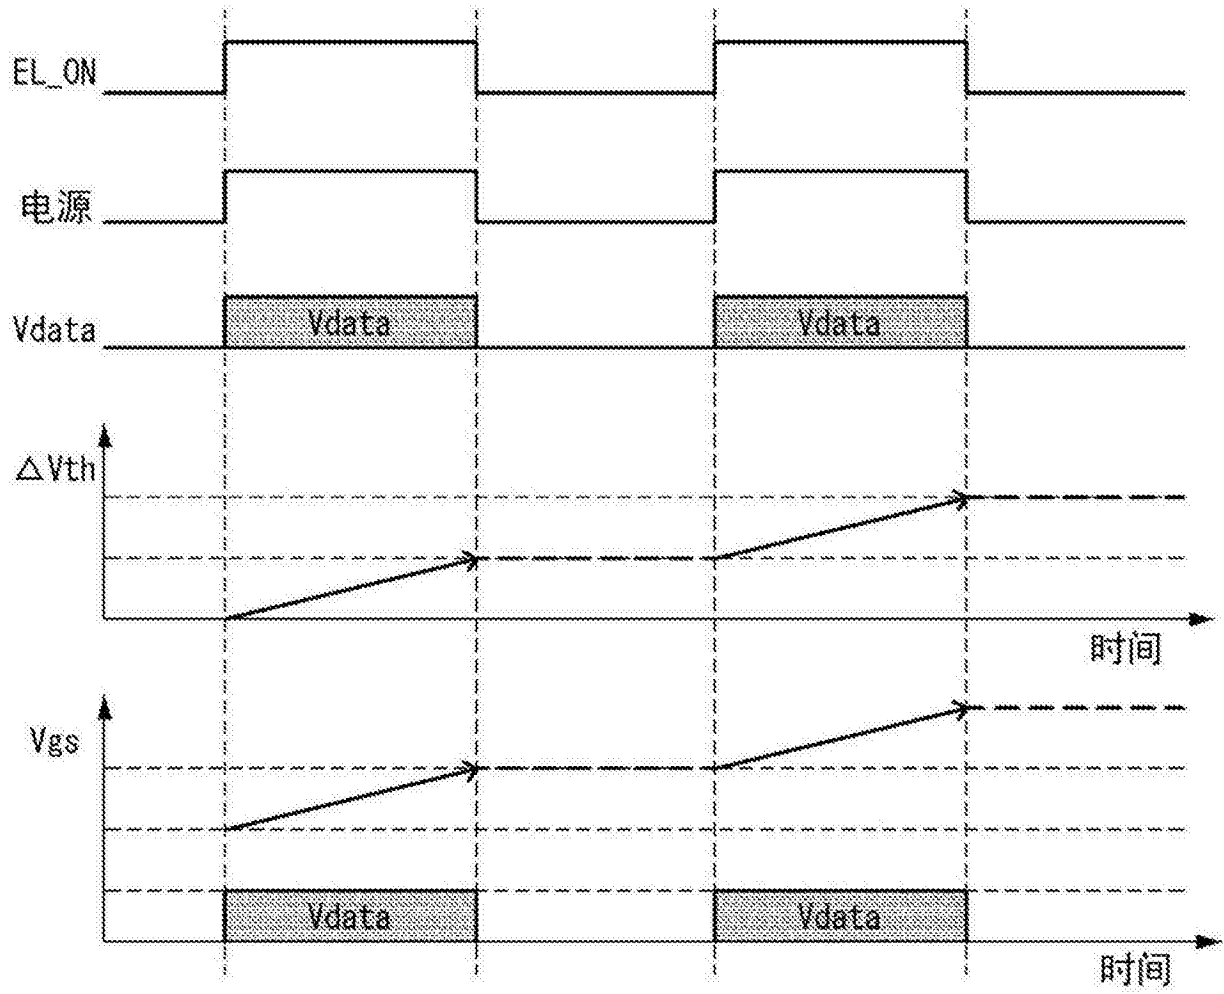 EL_ON
电源
Vdata
Vdata
Vdata
△Vth
时间
Vgs
Vdata
Vdata
时间